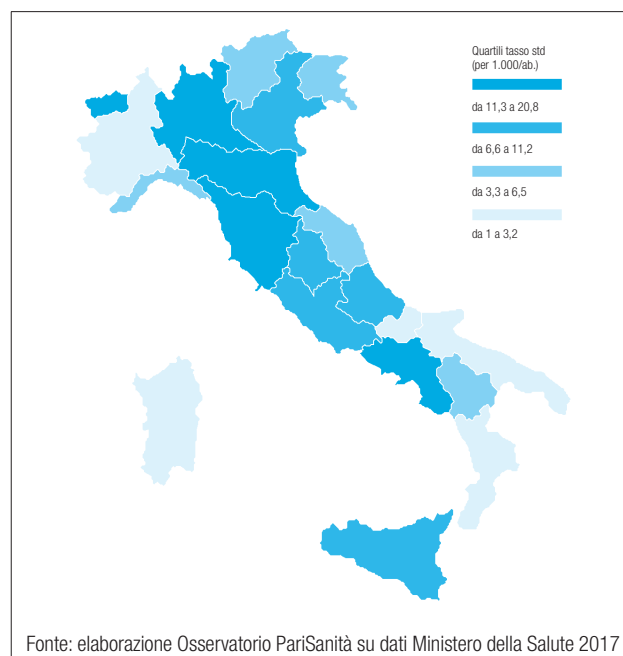 Quartili tasso std
(per 1.000/ab.)
da 11,3 a 20,8
da 6,6 a 11,2
da 3,3 a 6,5
da 1 a 3,2
Fonte: elaborazione Osservatorio PariSanità su dati Ministero della Salute 2017